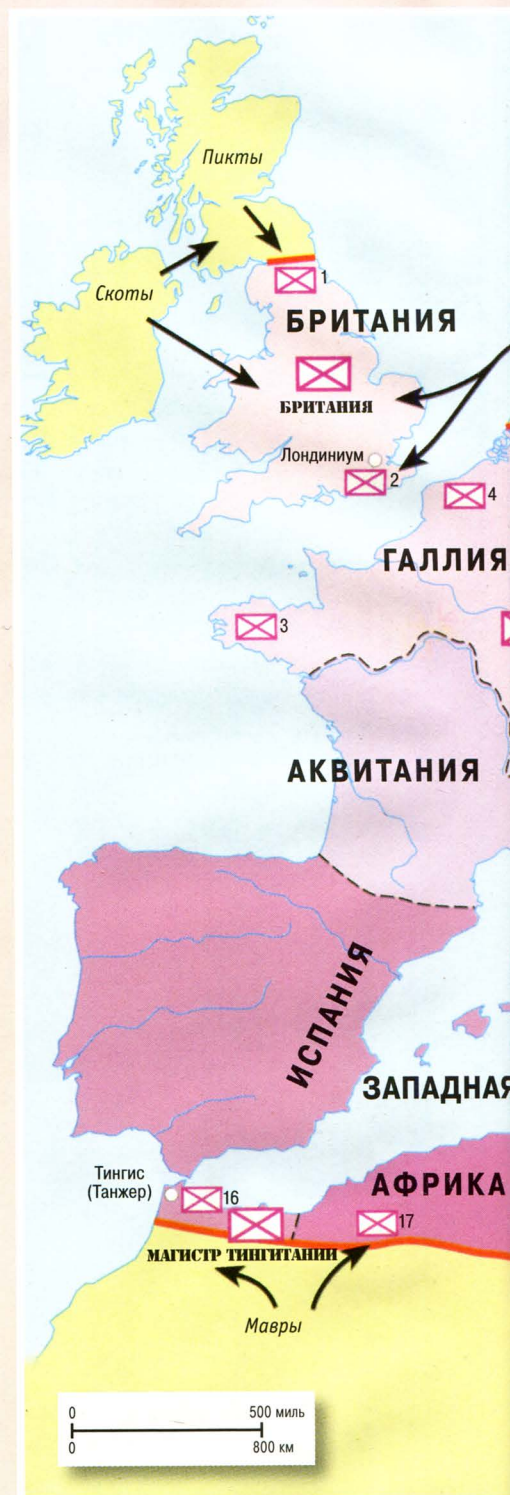 Пикты
Скоты
1
БРИТАНИЯ
БРИТАНИЯ
Лондиниум
2
4
ГАЛЛИЯ
3
АКВИТАНИЯ
ИСПАНИЯ
ЗАПАДНАЯ
Тингис
(Танжер)
16
АФРИКА
17
МАГИСТР ТИНГИТАНИИ
Мавры
0 500 миль
0 800 км